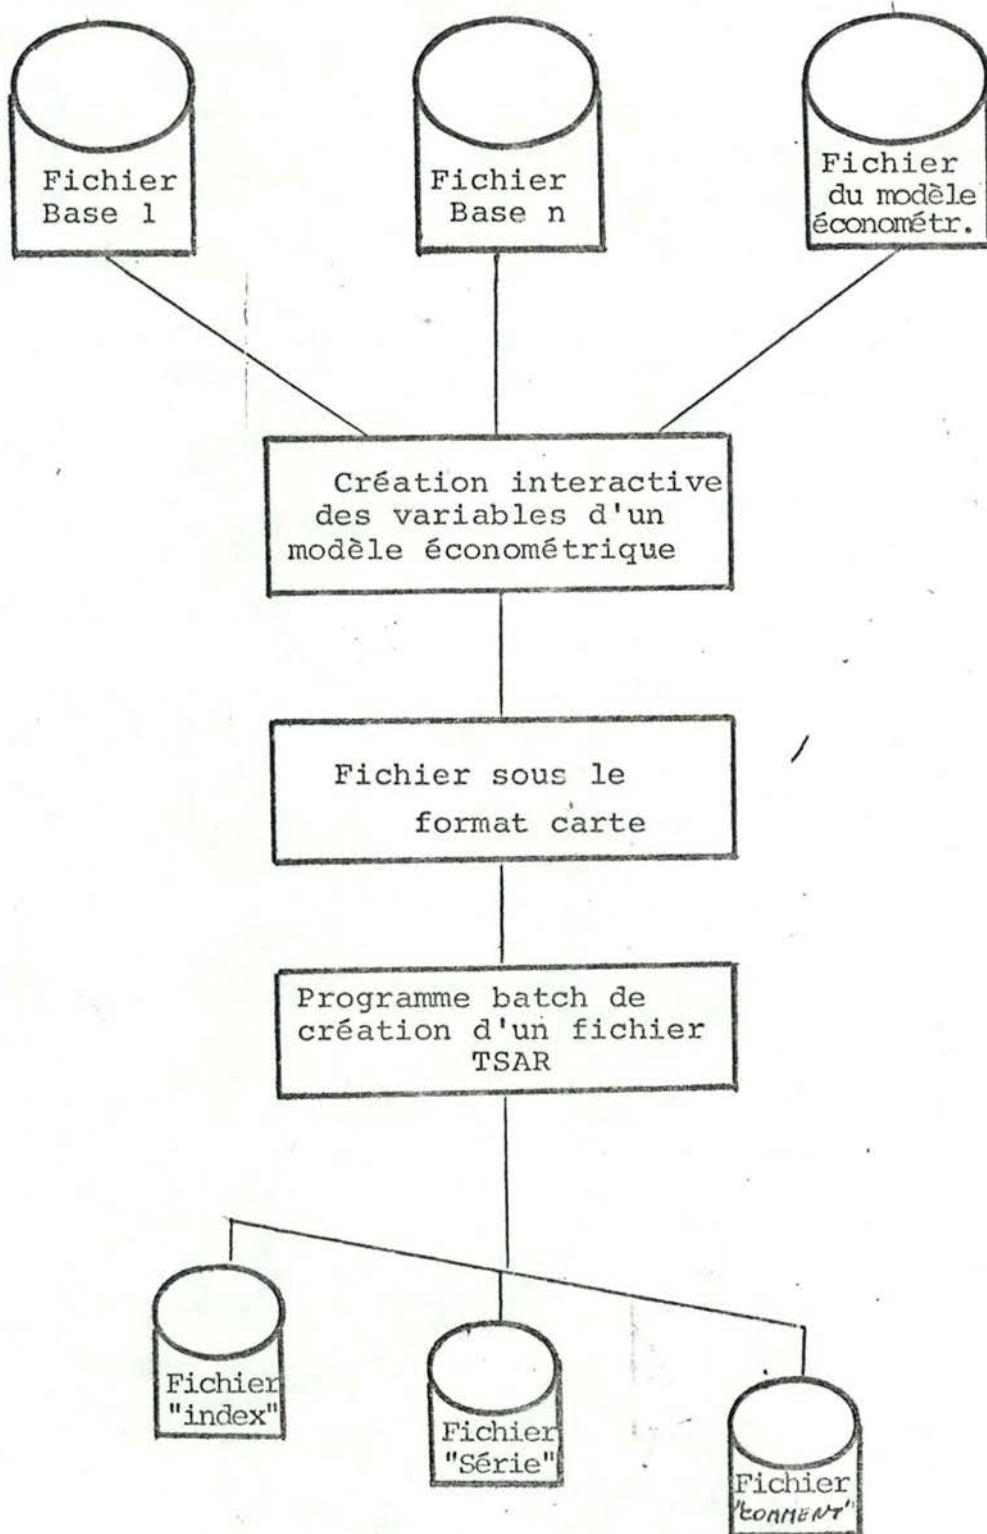 Fichier
Base 1
Fichier
Base n
Fichier
du modèle
économétr.
Création interactive
des variables d'un
modèle économétrique
Fichier sous le
format carte
Programme batch de
création d'un fichier
TSAR
Fichier
"index"
Fichier
"Série"
Fichier
"COMMENT"